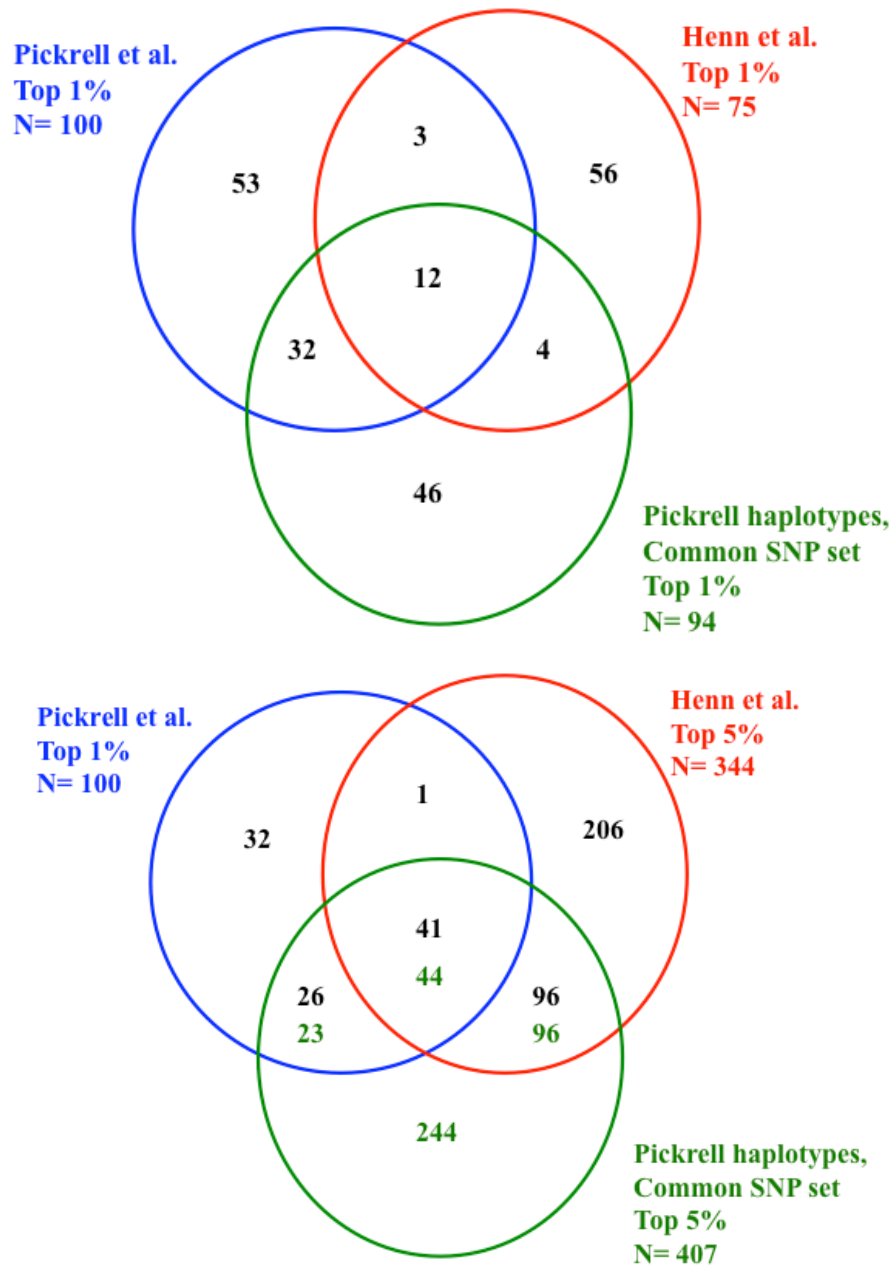 Pickrell et al.
Top 1%
N= 100
Henn et al.
Top 1%
N= 75
3
53
56
12
32
4
46
Pickrell haplotypes,
Common SNP set
Top 1%
N= 94
Pickrell et al.
Top 1%
N= 100
Henn et al.
Top 5%
N= 344
1
32
206
41
44
26
23
96
96
244
Pickrell haplotypes,
Common SNP set
Top 5%
N= 407